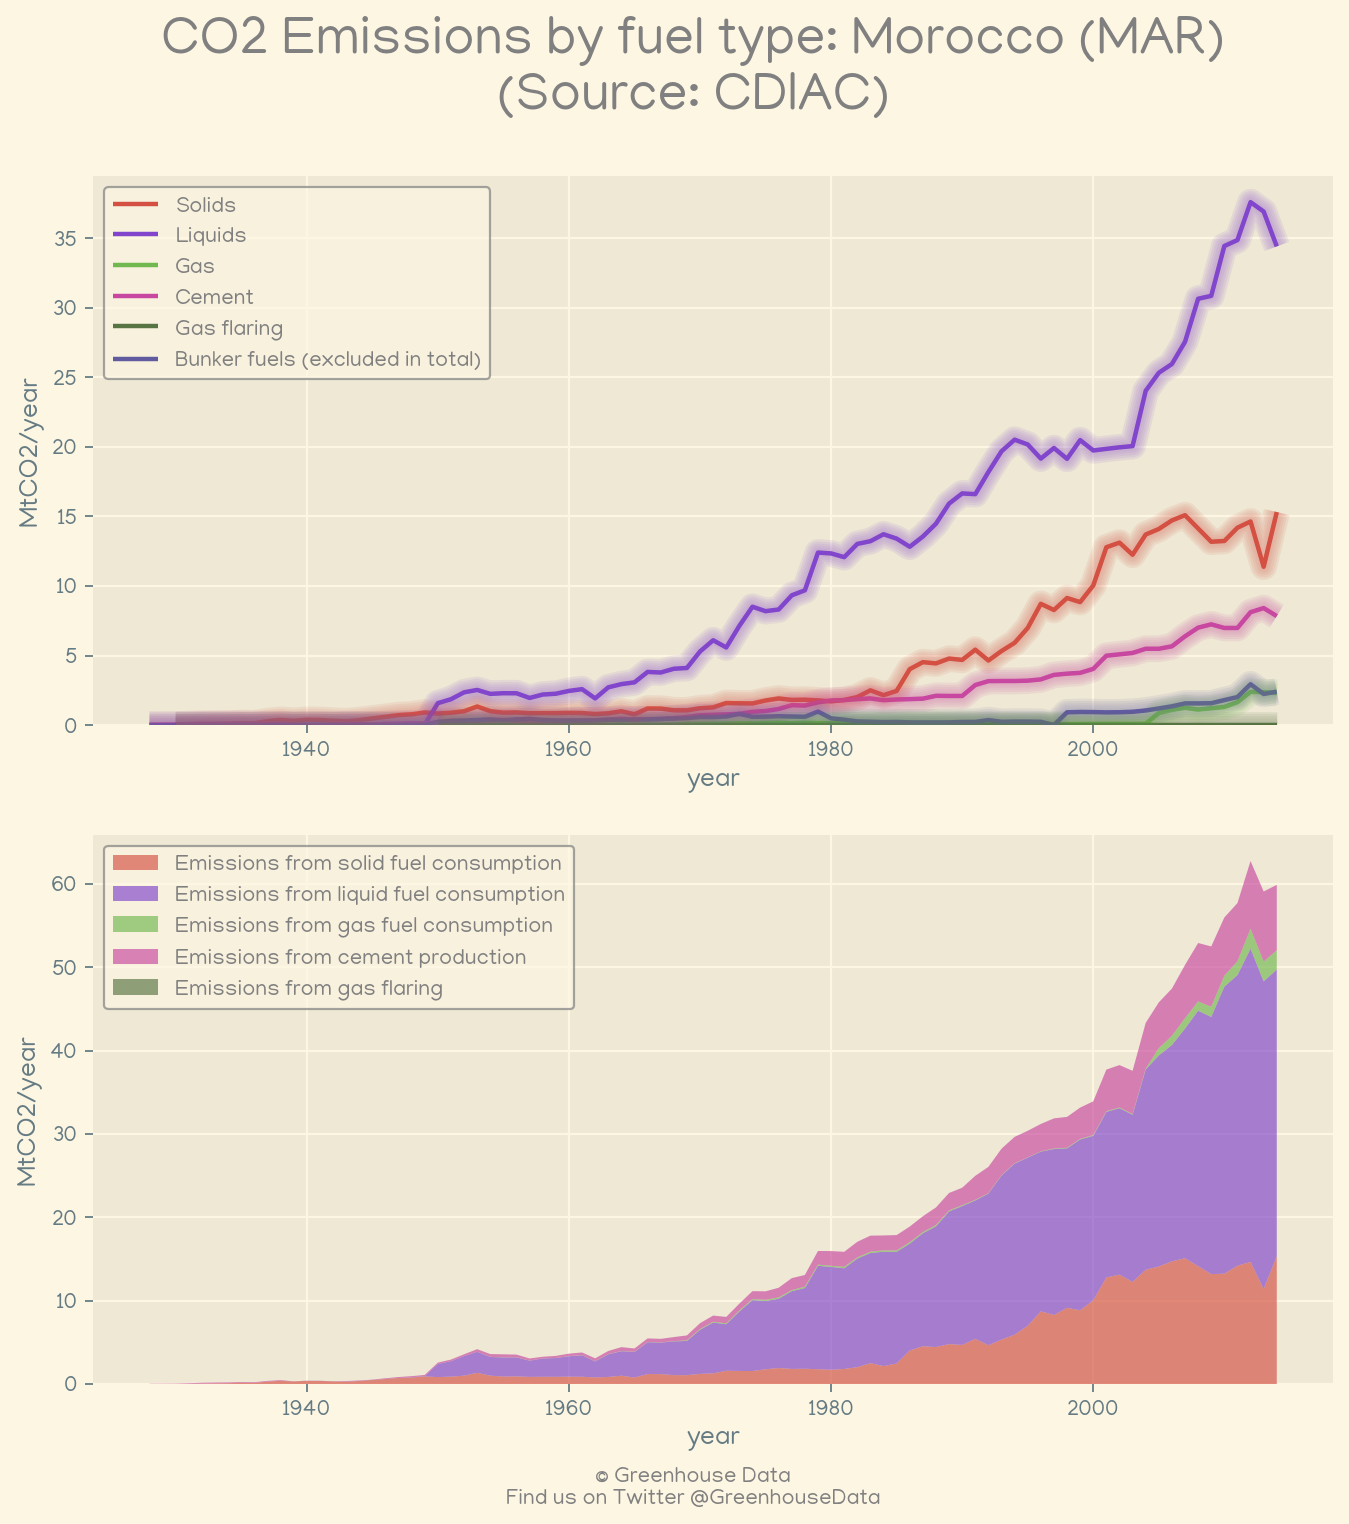 CO2 Emissions by fuel type: Morocco (MAR)
(Source: CDIAC)
Solids
Liquids
Gas
Cement
Gas flaring
Bunker fuels (excluded in total)
35
30
25
20
15
10
5
0
MtCO2/year
1940
1960
1980
2000
year
Emissions from solid fuel consumption
Emissions from liquid fuel consumption
Emissions from gas fuel consumption
Emissions from cement production
Emissions from gas flaring
60
50
40
30
20
10
0
MtCO2/year
1940
1960
1980
2000
year
© Greenhouse Data
Find us on Twitter @GreenhouseData